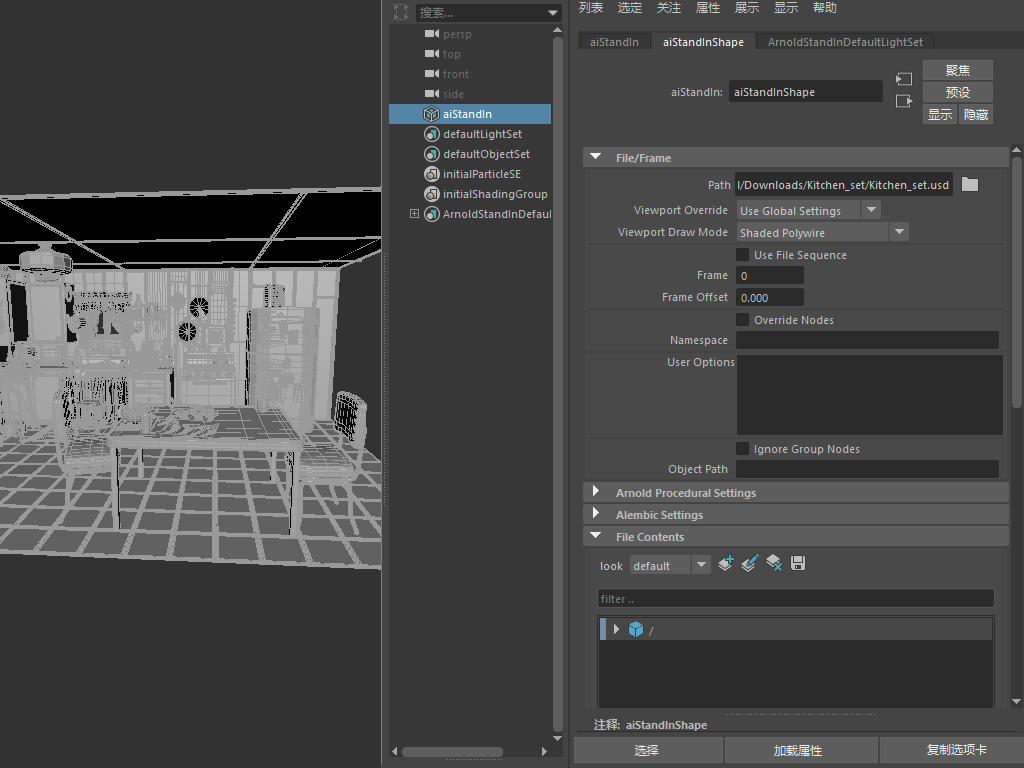 搜索...
persp
top
front
side
aiStandIn
defaultLightSet
defaultObjectSet
initialParticleSE
initialShadingGroup
ArnoldStandInDefaul
列表 选定 关注 属性 展示 显示 帮助
aiStandIn aiStandInShape ArnoldStandInDefaultLightSet
聚焦
aiStandIn: aiStandInShape
预设
显示 隐藏
File/Frame
Path l/Downloads/Kitchen_set/Kitchen_set.usd
Viewport Override Use Global Settings
Viewport Draw Mode Shaded Polywire
Use File Sequence
Frame 0
Frame Offset 0.000
Override Nodes
Namespace
User Options
Ignore Group Nodes
Object Path
Arnold Procedural Settings
Alembic Settings
File Contents
look default
filter ..
/
注释: aiStandInShape
选择 加载属性 复制选项卡